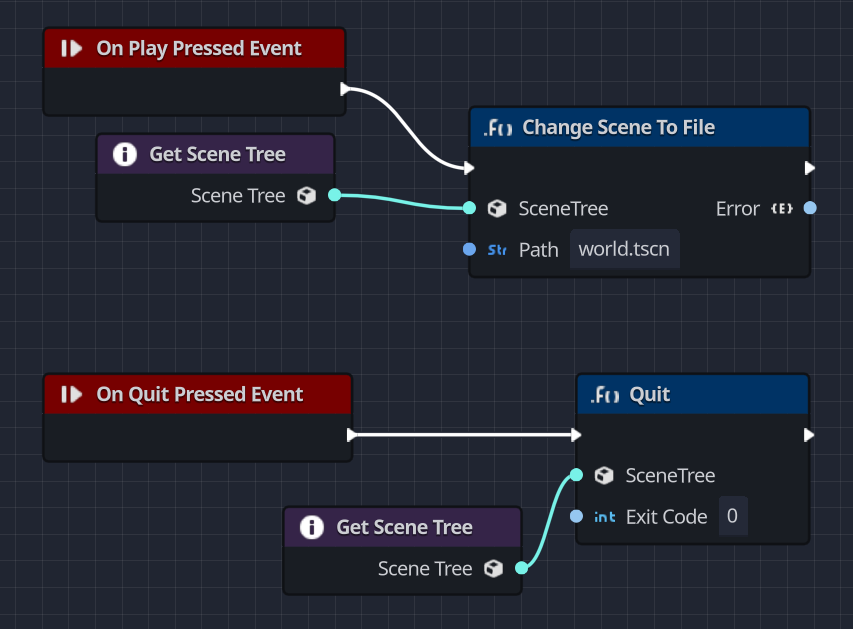 On Play Pressed Event
Get Scene Tree
Scene Tree
.f()
Change Scene To File
SceneTree
Error {E}
Str Path world.tscn
On Quit Pressed Event
.f()
Quit
SceneTree
int Exit Code 0
Get Scene Tree
Scene Tree